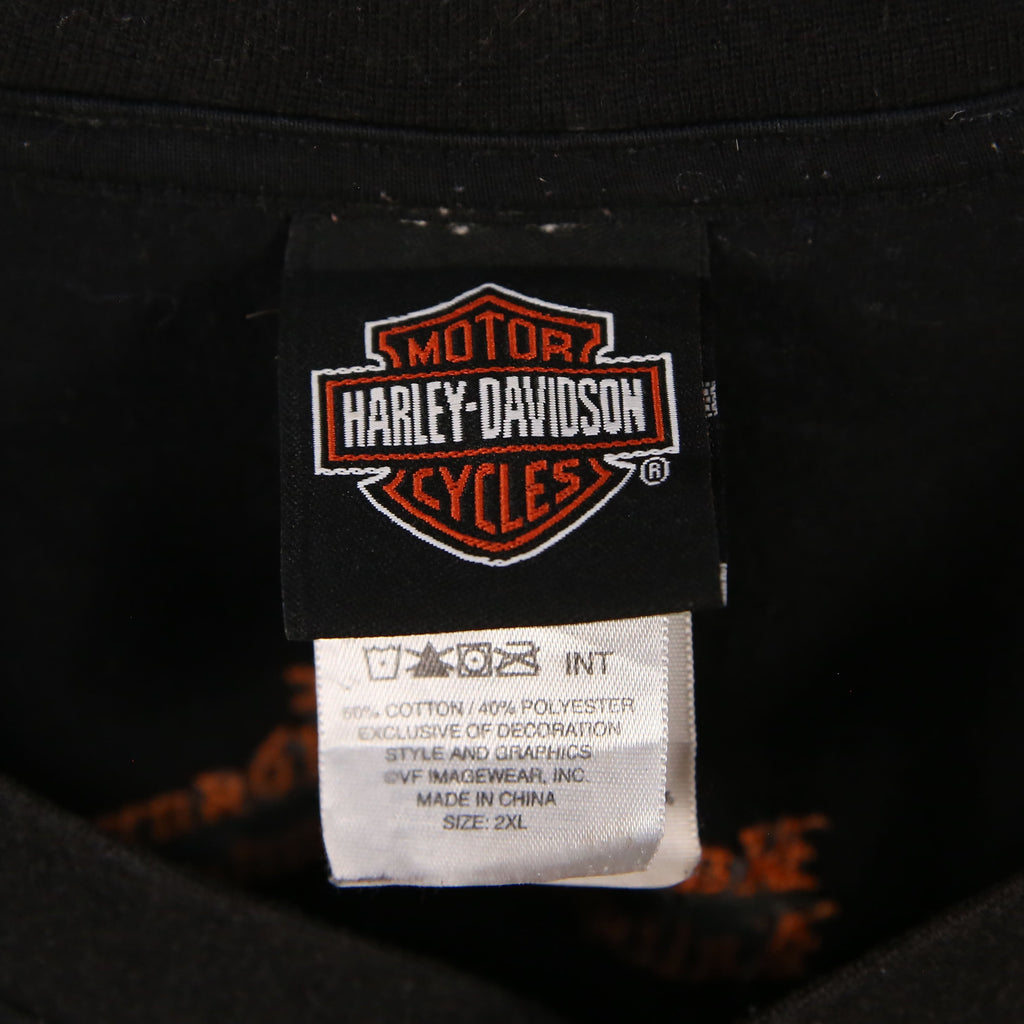 MOTOR
HARLEY-DAVIDSON
CYCLES
®
INT
60% COTTON / 40% POLYESTER
EXCLUSIVE OF DECORATION
STYLE AND GRAPHICS
©VF IMAGEWEAR, INC.
MADE IN CHINA
SIZE: 2XL